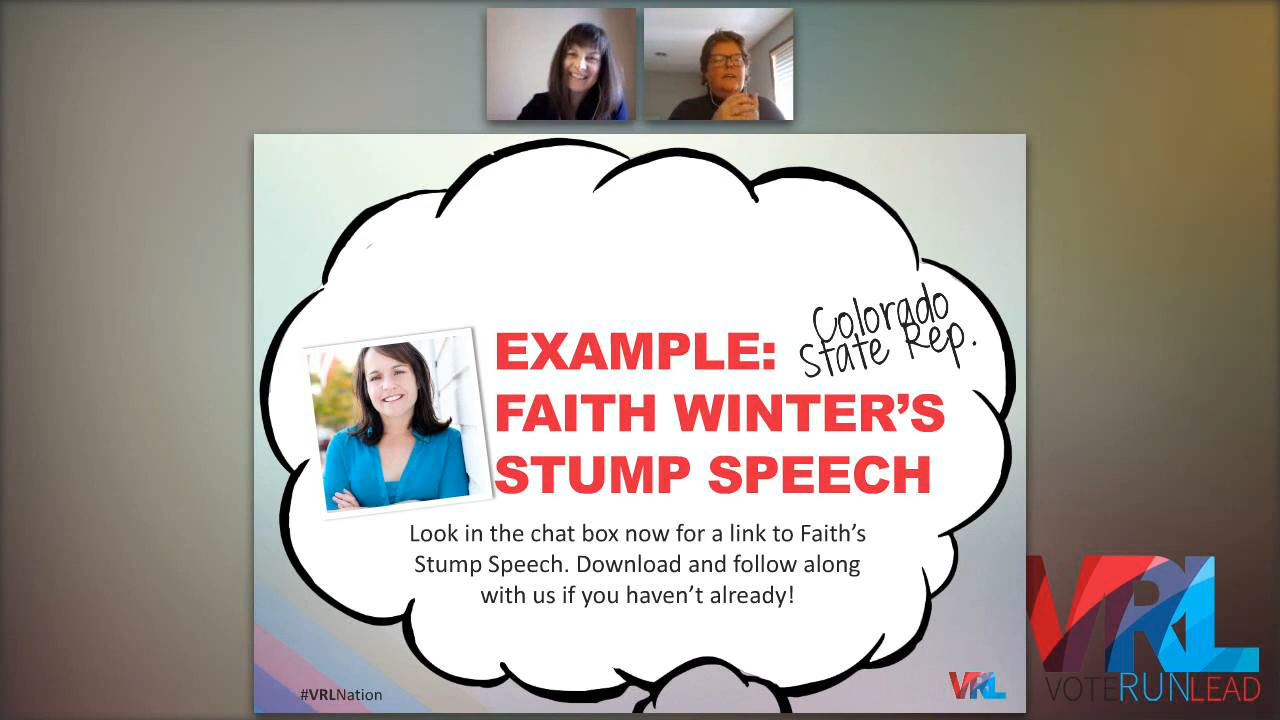 Colorado
State Rep.
EXAMPLE:
FAITH WINTER’S
STUMP SPEECH
Look in the chat box now for a link to Faith’s
Stump Speech. Download and follow along
with us if you haven’t already!
#VRLNation
VRL
VRL
VOTERUNLEAD